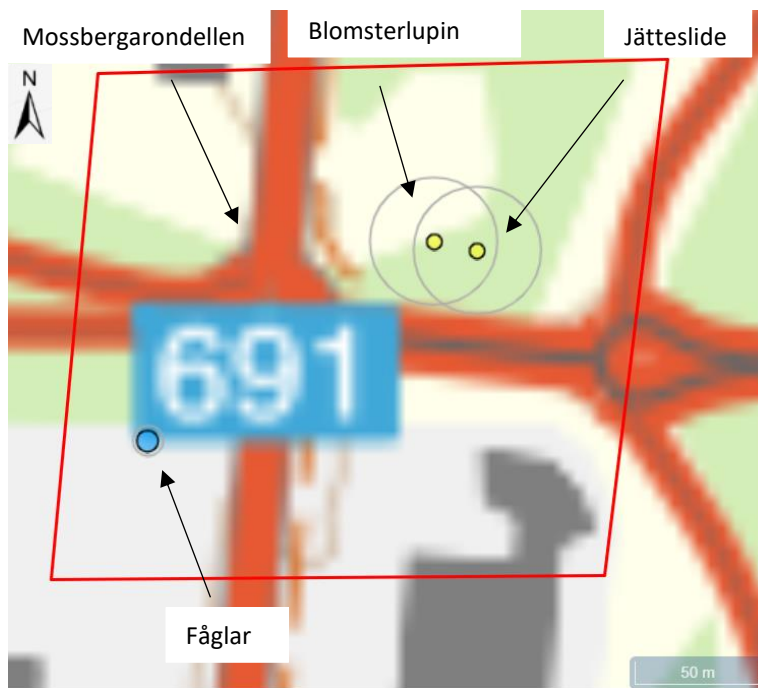 Mossbergarondellen
Blomsterlupin
Jätteslide
N
691
Fåglar
50 m